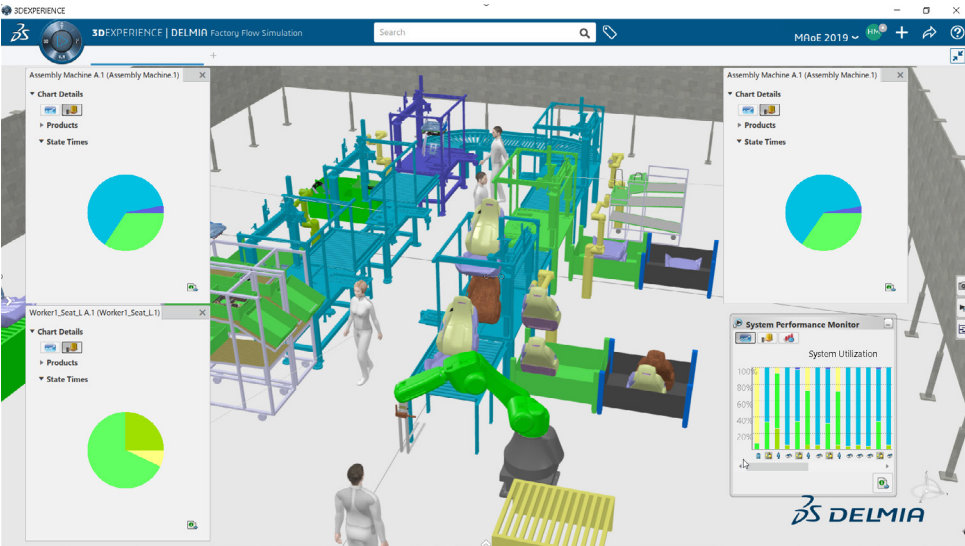 3DEXPERIENCE
3DEXPERIENCE | DELMIA Factory Flow Simulation
Search
MAoE 2019
HM
Assembly Machine A.1 (Assembly Machine.1)
Chart Details
Products
State Times
Assembly Machine A.1 (Assembly Machine.1)
Chart Details
Products
State Times
Worker1_Seat_L A.1 (Worker1_Seat_L.1)
Chart Details
Products
State Times
System Performance Monitor
System Utilization
100%
80%
60%
40%
20%
DELMIA